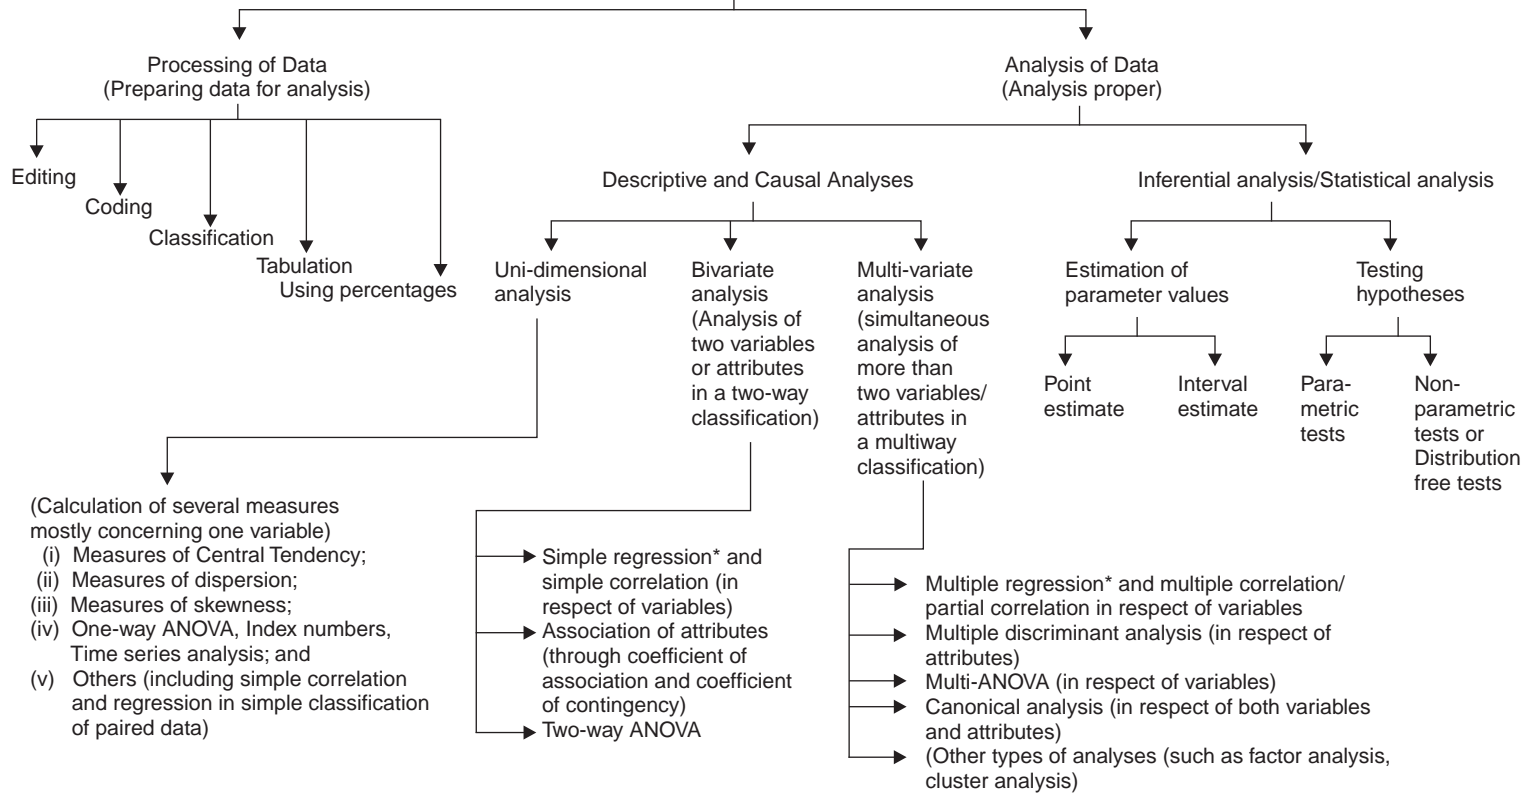 Processing of Data
(Preparing data for analysis)
Analysis of Data
(Analysis proper)
Editing
Coding
Classification
Tabulation
Using percentages
Descriptive and Causal Analyses
Inferential analysis/Statistical analysis
Uni-dimensional
analysis
Bivariate
analysis
(Analysis of
two variables
or attributes
in a two-way
classification)
Multi-variate
analysis
(simultaneous
analysis of
more than
two variables/
attributes in
a multiway
classification)
Estimation of
parameter values
Testing
hypotheses
Point
estimate
Interval
estimate
Para-
metric
tests
Non-
parametric
tests or
Distribution
free tests
(Calculation of several measures
mostly concerning one variable)
(i) Measures of Central Tendency;
(ii) Measures of dispersion;
(iii) Measures of skewness;
(iv) One-way ANOVA, Index numbers,
Time series analysis; and
(v) Others (including simple correlation
and regression in simple classification
of paired data)
Simple regression* and
simple correlation (in
respect of variables)
Association of attributes
(through coefficient of
association and coefficient
of contingency)
Two-way ANOVA
Multiple regression* and multiple correlation/
partial correlation in respect of variables
Multiple discriminant analysis (in respect of
attributes)
Multi-ANOVA (in respect of variables)
Canonical analysis (in respect of both variables
and attributes)
(Other types of analyses (such as factor analysis,
cluster analysis)